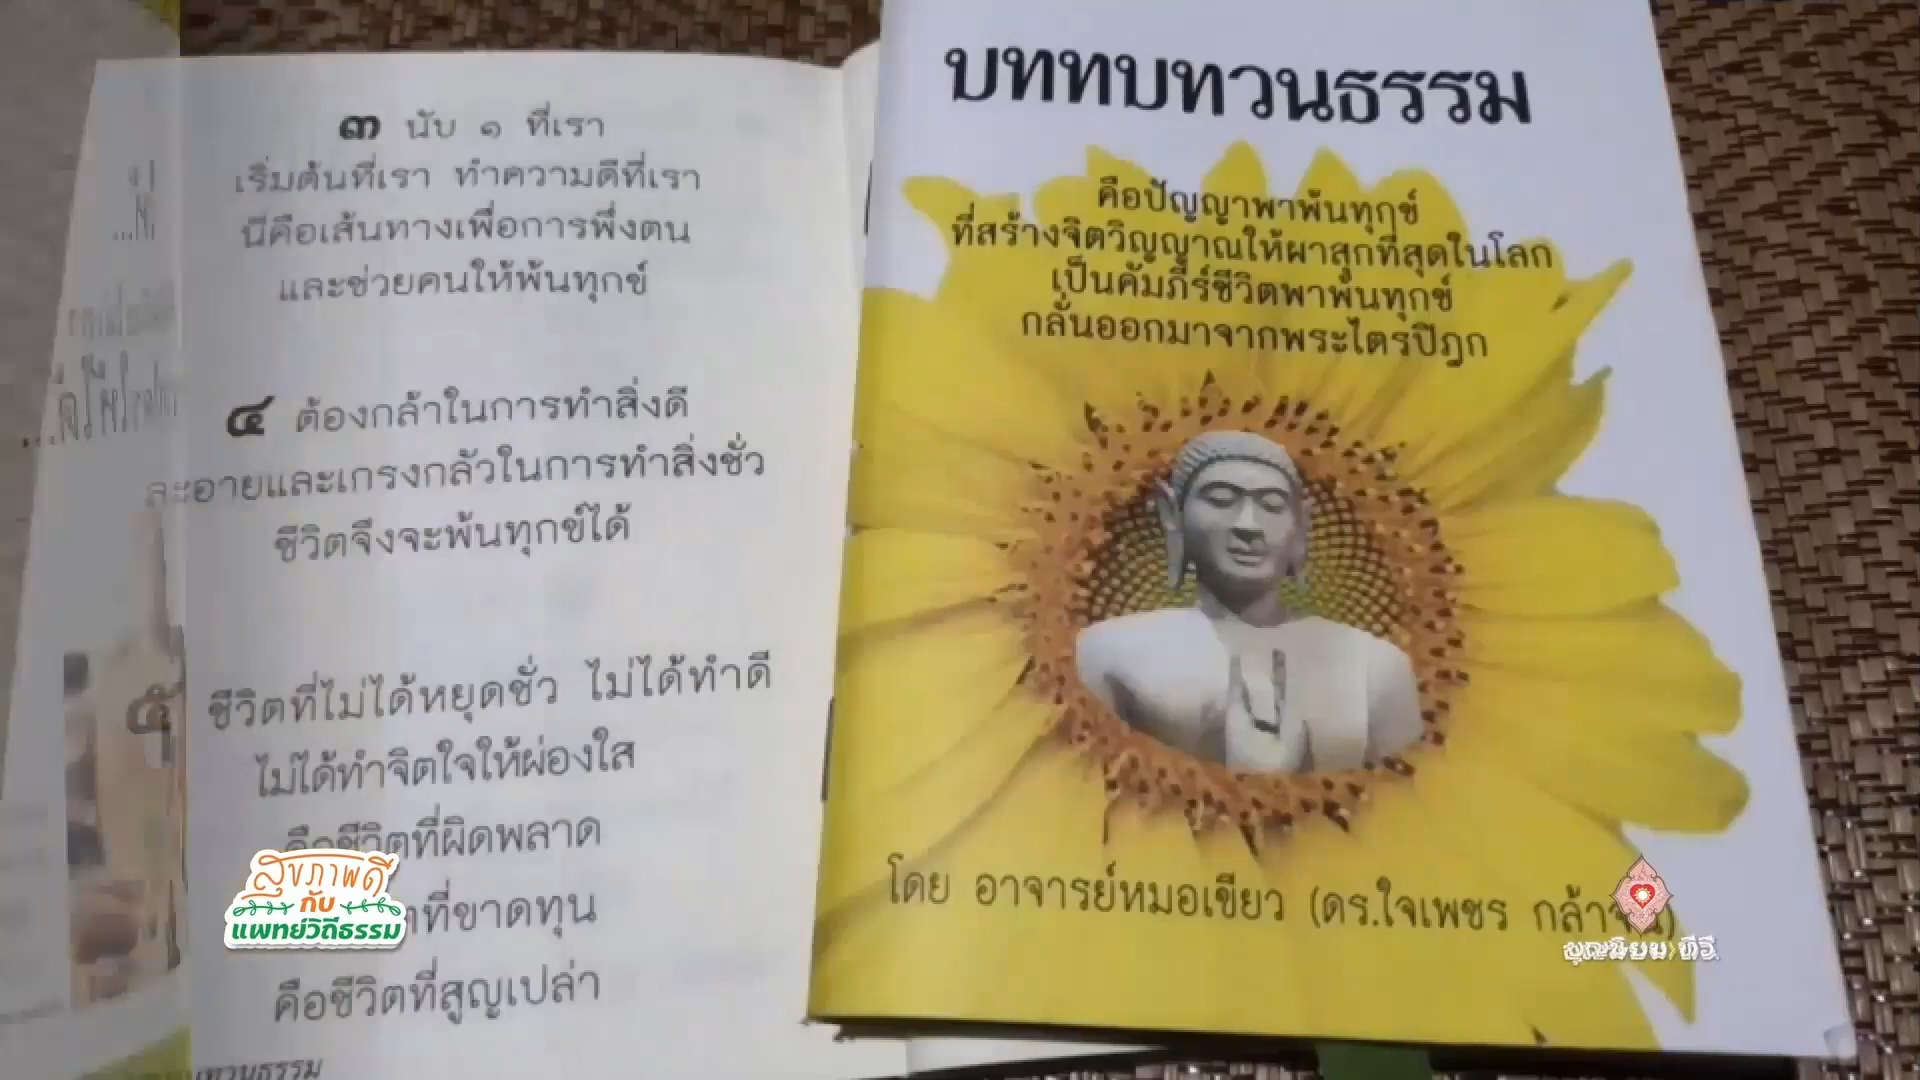 ๓ นับ ๑ ที่เรา
เริ่มต้นที่เรา ทำความดีที่เรา
นี่คือเส้นทางเพื่อการพึ่งตน
และช่วยคนให้พ้นทุกข์
๔ ต้องกล้าในการทำสิ่งดี
ละอายและเกรงกลัวในการทำสิ่งชั่ว
ชีวิตจึงจะพ้นทุกข์ได้
๕ ชีวิตที่ไม่ได้หยุดชั่ว ไม่ได้ทำดี
ไม่ได้ทำจิตใจให้ผ่องใส
คือชีวิตที่ผิดพลาด
ที่ขาดทุน
คือชีวิตที่สูญเปล่า
บททบทวนธรรม
คือปัญญาพาพ้นทุกข์
ที่สร้างจิตวิญญาณให้ผาสุกที่สุดในโลก
เป็นคัมภีร์ชีวิตพาพ้นทุกข์
กลั่นออกมาจากพระไตรปิฎก
โดย อาจารย์หมอเขียว (ดร.ใจเพชร
สุขภาพดี
กับ
แพทย์วิถีธรรม
บุญนิยม ทีวี